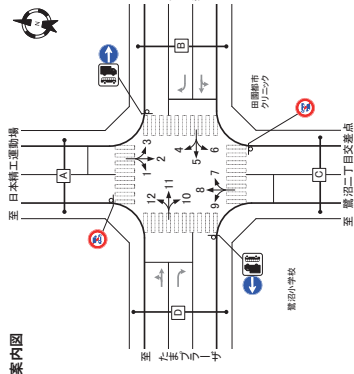 案内図
至 日本精工運動場
A
B
田園都市
クリニック
12
11
10
2
3
4
5
6
7
8
9
D
C
至 たまプラーザ
鷺沼小学校
至 鷺沼二丁目交差点